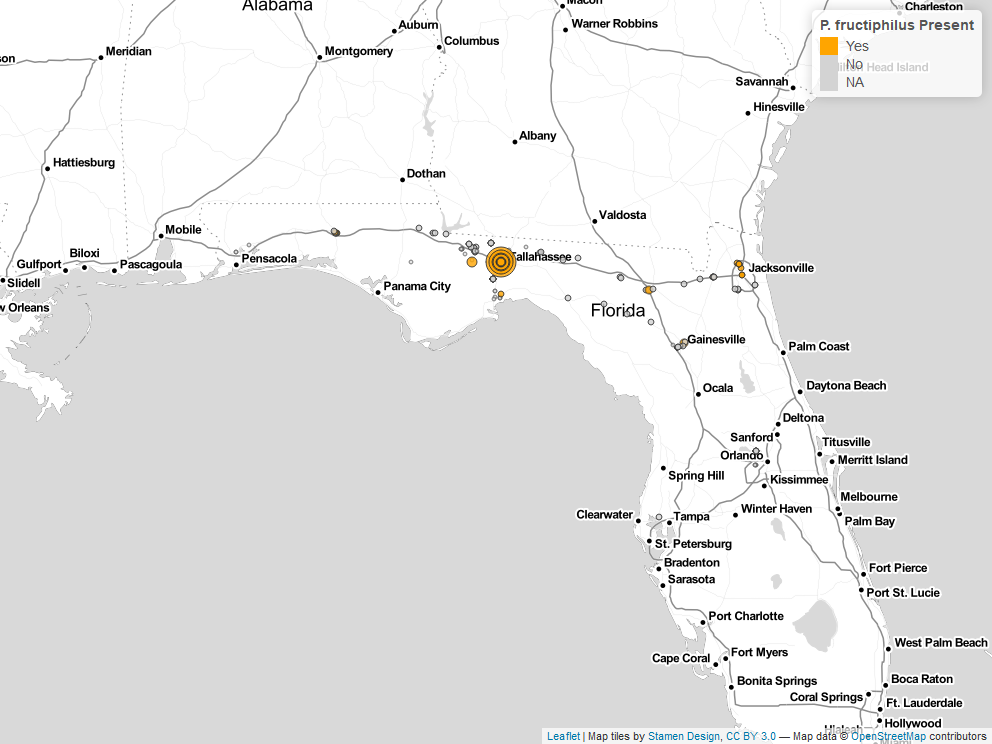 Alabama
Macon
Charleston
Auburn
Warner Robbins
Columbus
Meridian
Montgomery
P. fructiphilus Present
Yes
No
NA
Hilton Head Island
Savannah
Hinesville
Albany
Hattiesburg
Dothan
Valdosta
Mobile
Biloxi
Gulfport
Pascagoula
Pensacola
Tallahassee
Jacksonville
Slidell
Panama City
w Orleans
Florida
Gainesville
Palm Coast
Ocala
Daytona Beach
Deltona
Sanford
Titusville
Orlando
Merritt Island
Spring Hill
Kissimmee
Melbourne
Clearwater
Tampa
Winter Haven
Palm Bay
St. Petersburg
Bradenton
Fort Pierce
Sarasota
Port St. Lucie
Port Charlotte
West Palm Beach
Cape Coral
Fort Myers
Bonita Springs
Boca Raton
Coral Springs
Ft. Lauderdale
Hollywood
Hialeah
Miami
Leaflet | Map tiles by Stamen Design, CC BY 3.0 — Map data © OpenStreetMap contributors